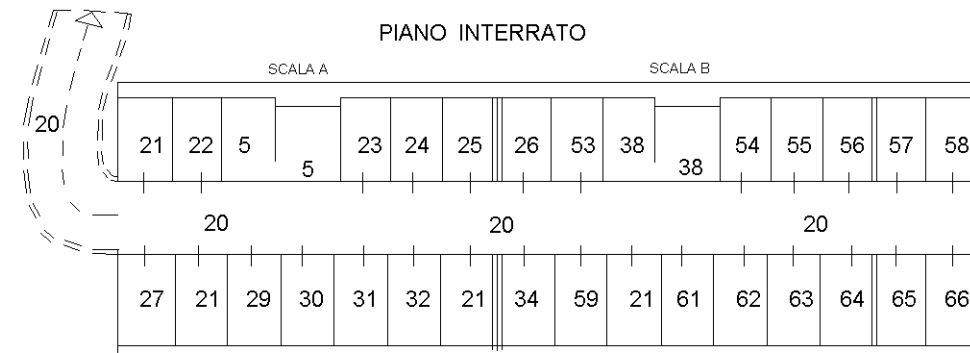 PIANO INTERRATO
SCALA A SCALA B
20
21 22 5 23 24 25 26 53 38 54 55 56 57 58
5 38
20 20 20
27 21 29 30 31 32 21 34 59 21 61 62 63 64 65 66